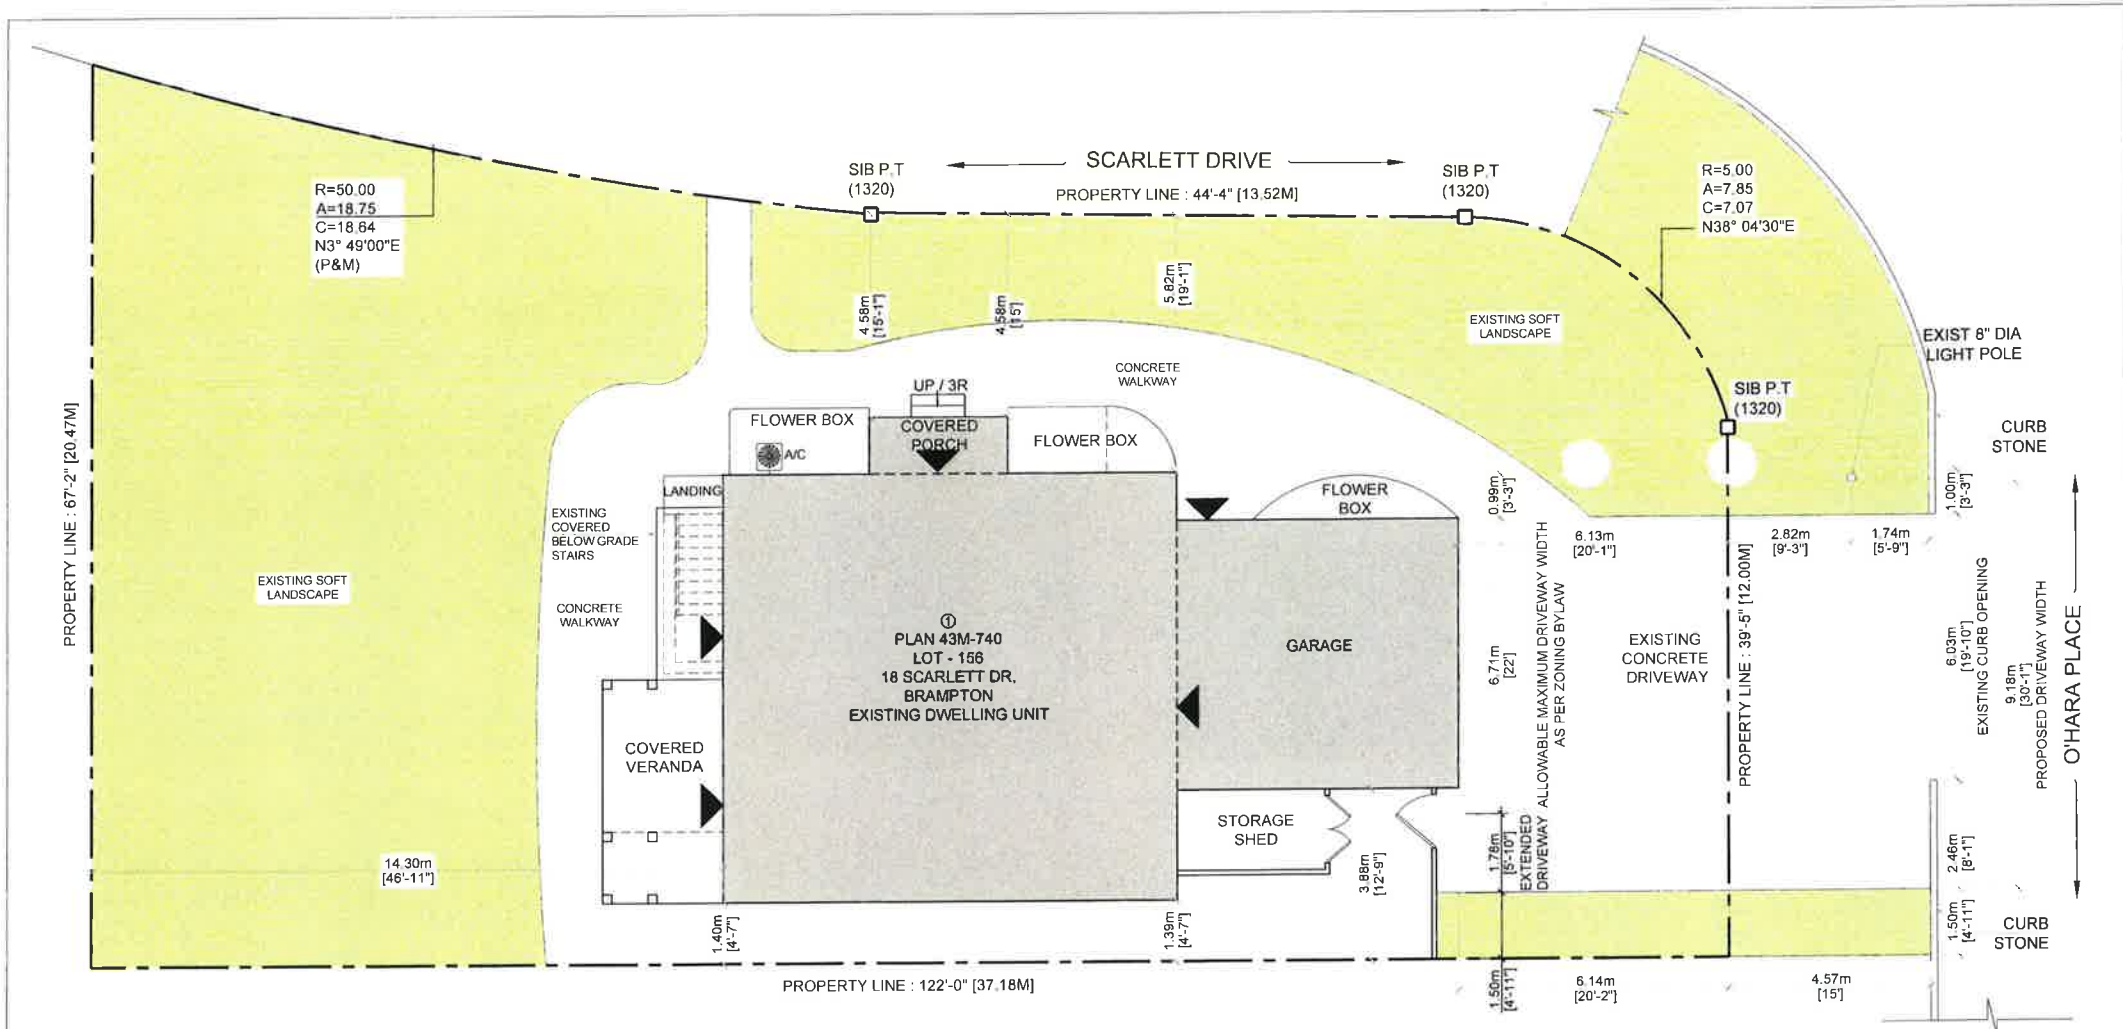 SCARLETT DRIVE
PROPERTY LINE : 44'-4" [13.52M]
SIB P.T
(1320)
SIB P.T
(1320)
R=50.00
A=18.75
C=18.64
N3° 49'00"E
(P&M)
R=5.00
A=7.85
C=7.07
N38° 04'30"E
4.58m
[15'-1"]
4.58m
[15']
5.82m
[19'-1"]
EXISTING SOFT
LANDSCAPE
EXIST 8" DIA
LIGHT POLE
CONCRETE
WALKWAY
SIB P.T
(1320)
UP / 3R
FLOWER BOX
COVERED
PORCH
FLOWER BOX
A/C
CURB
STONE
PROPERTY LINE : 67'-2" [20.47M]
LANDING
EXISTING
COVERED
BELOW GRADE
STAIRS
FLOWER
BOX
0.99m
[3'-3"]
1.00m
[3'-3"]
6.13m
[20'-1"]
2.82m
[9'-3"]
1.74m
[5'-9"]
EXISTING SOFT
LANDSCAPE
CONCRETE
WALKWAY
①
PLAN 43M-740
LOT - 156
18 SCARLETT DR,
BRAMPTON
EXISTING DWELLING UNIT
GARAGE
6.71m
[22']
ALLOWABLE MAXIMUM DRIVEWAY WIDTH
AS PER ZONING BYLAW
EXISTING
CONCRETE
DRIVEWAY
PROPERTY LINE : 39'-5" [12.00M]
6.03m
[19'-10"]
EXISTING CURB OPENING
9.18m
[30'-1"]
PROPOSED DRIVEWAY WIDTH
O'HARA PLACE
COVERED
VERANDA
STORAGE
SHED
3.88m
[12'-9"]
1.78m
[5'-10"]
EXTENDED
DRIVEWAY
2.46m
[8'-1"]
14.30m
[46'-11"]
1.40m
[4'-7"]
1.39m
[4'-7"]
1.50m
[4'-11"]
CURB
STONE
PROPERTY LINE : 122'-0" [37.18M]
1.50m
[4'-11"]
6.14m
[20'-2"]
4.57m
[15']